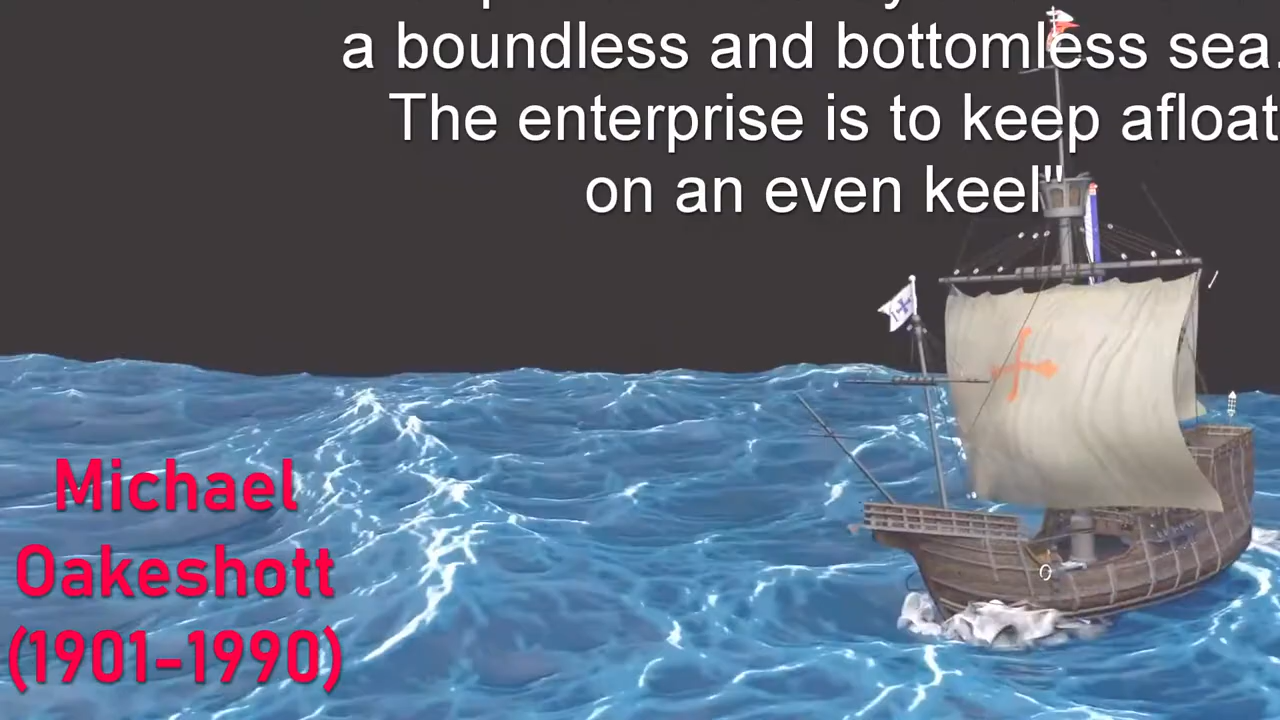 a boundless and bottomless sea.
The enterprise is to keep afloat
on an even keel"
Michael
Oakeshott
(1901-1990)